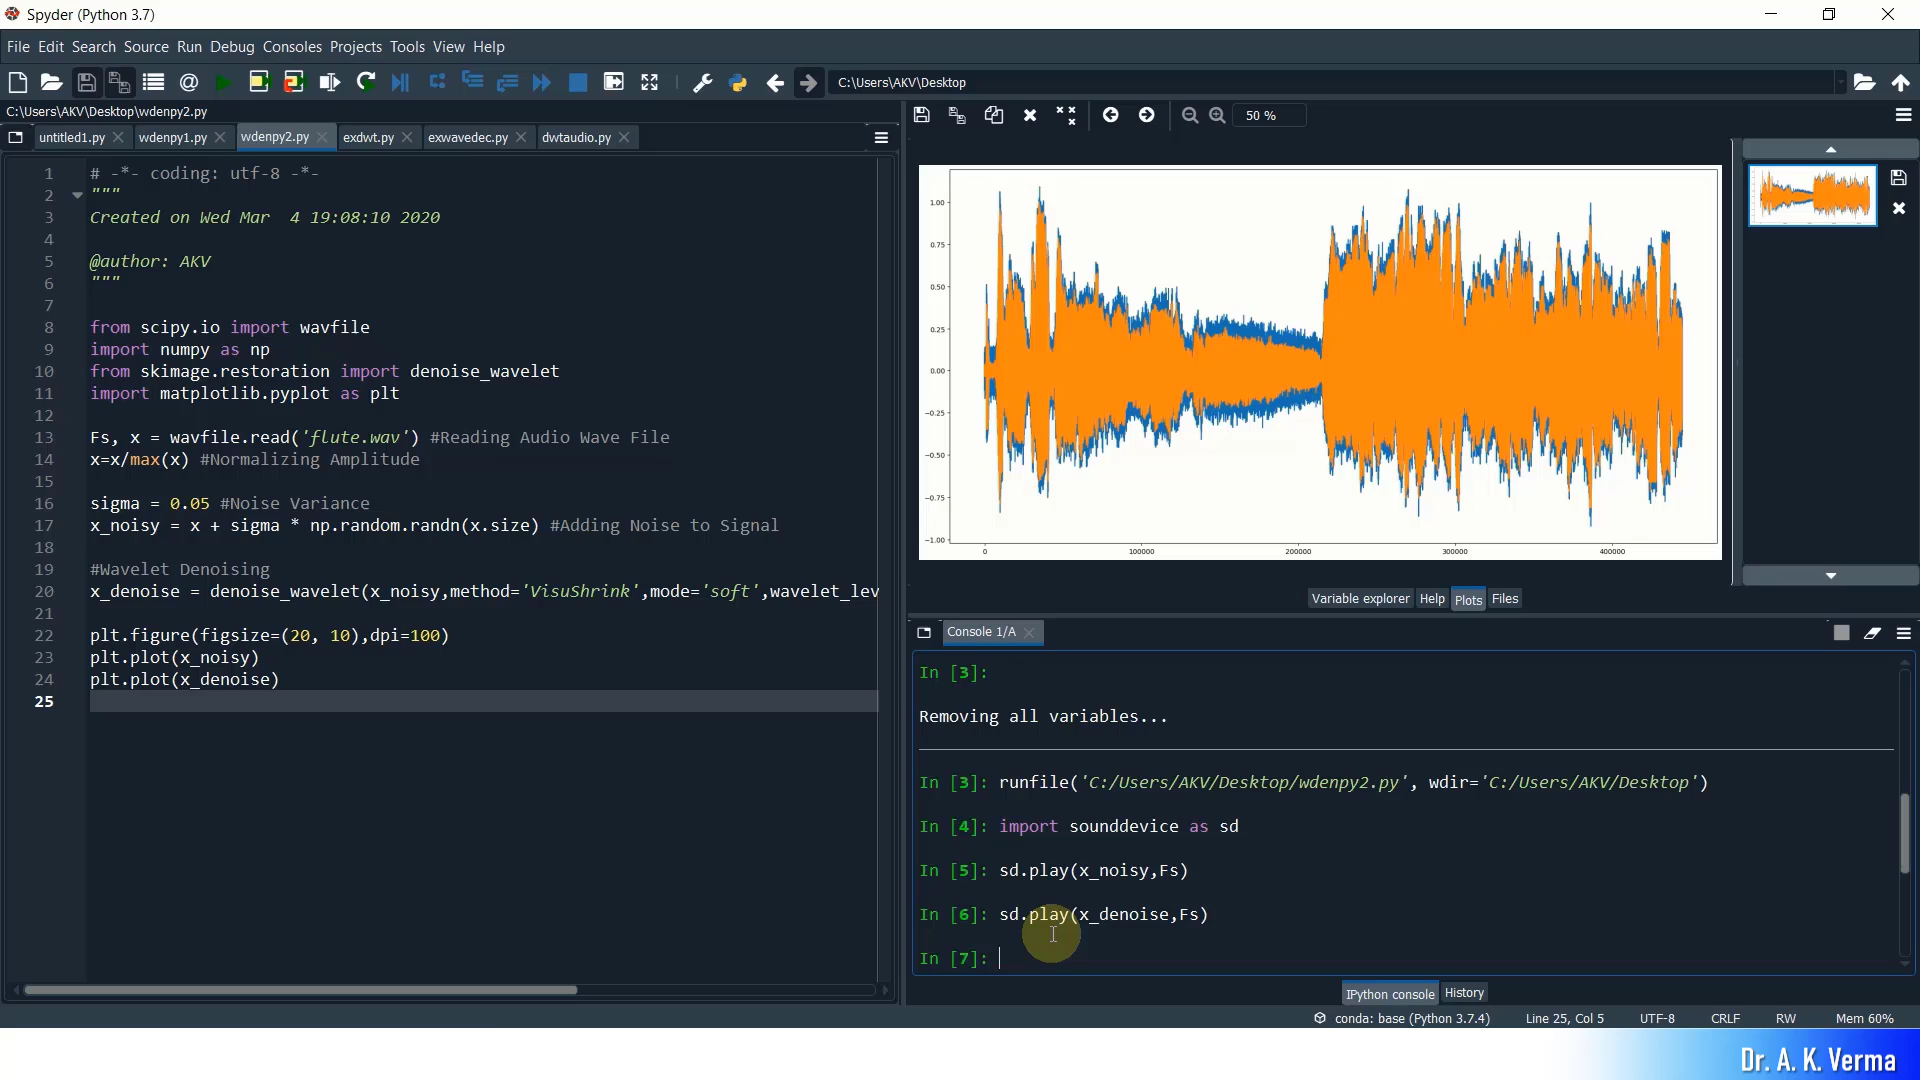 Spyder (Python 3.7)
File Edit Search Source Run Debug Consoles Projects Tools View Help
C:\Users\AKV\Desktop
C:\Users\AKV\Desktop\wdenpy2.py
untitled1.py wdenpy1.py wdenpy2.py exdwt.py exwavedec.py dwtaudio.py
1 # -*- coding: utf-8 -*-
2 """
3 Created on Wed Mar  4 19:08:10 2020
4
5 @author: AKV
6 """
7
8 from scipy.io import wavfile
9 import numpy as np
10 from skimage.restoration import denoise_wavelet
11 import matplotlib.pyplot as plt
12
13 Fs, x = wavfile.read('flute.wav') #Reading Audio Wave File
14 x=x/max(x) #Normalizing Amplitude
15
16 sigma = 0.05 #Noise Variance
17 x_noisy = x + sigma * np.random.randn(x.size) #Adding Noise to Signal
18
19 #Wavelet Denoising
20 x_denoise = denoise_wavelet(x_noisy,method='VisuShrink',mode='soft',wavelet_lev
21
22 plt.figure(figsize=(20, 10),dpi=100)
23 plt.plot(x_noisy)
24 plt.plot(x_denoise)
25
50 %
1.00
0.75
0.50
0.25
0.00
−0.25
−0.50
−0.75
−1.00
0 100000 200000 300000 400000
Variable explorer Help Plots Files
Console 1/A
In [3]:
Removing all variables...
In [3]: runfile('C:/Users/AKV/Desktop/wdenpy2.py', wdir='C:/Users/AKV/Desktop')
In [4]: import sounddevice as sd
In [5]: sd.play(x_noisy,Fs)
In [6]: sd.play(x_denoise,Fs)
In [7]:
IPython console History
conda: base (Python 3.7.4) Line 25, Col 5 UTF-8 CRLF RW Mem 60%
Dr. A. K. Verma